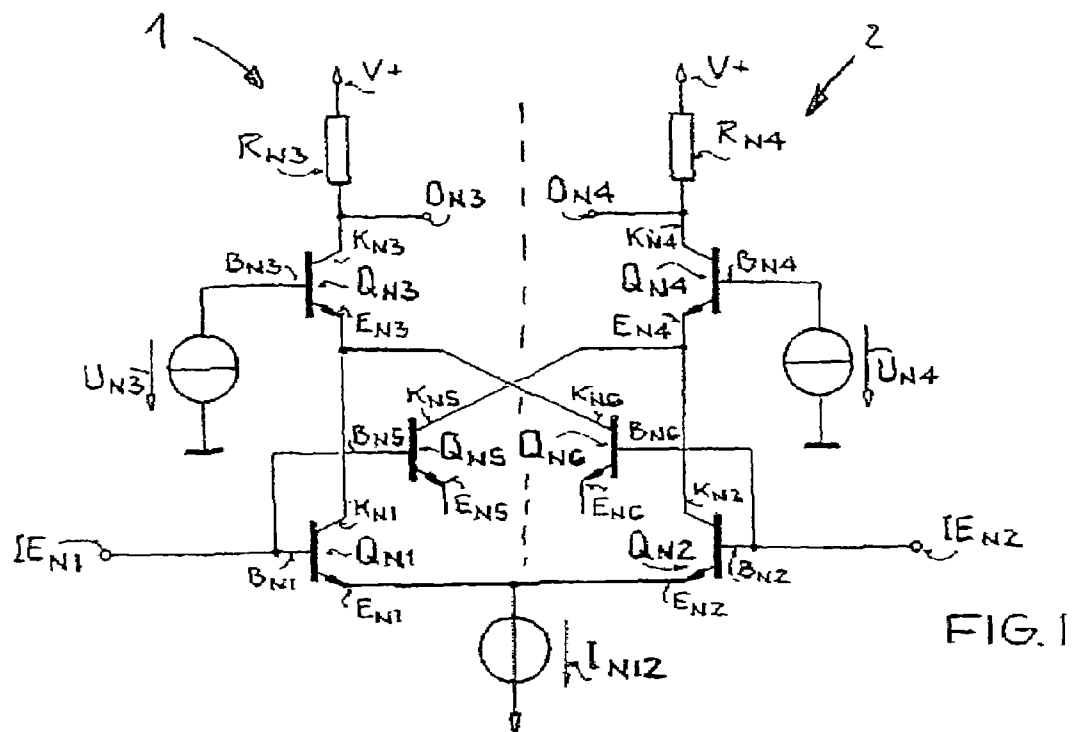 1
2
V+
V+
RN3
RN4
ON3
ON4
KN3
KN4
BN3
BN4
QN3
QN4
EN3
EN4
UN3
UN4
KN5
KN6
BN5
BN6
QN5
QN6
EN5
EN6
KN1
KN2
IEN1
IEN2
QN1
QN2
BN1
BN2
EN1
EN2
IN12
FIG. 1